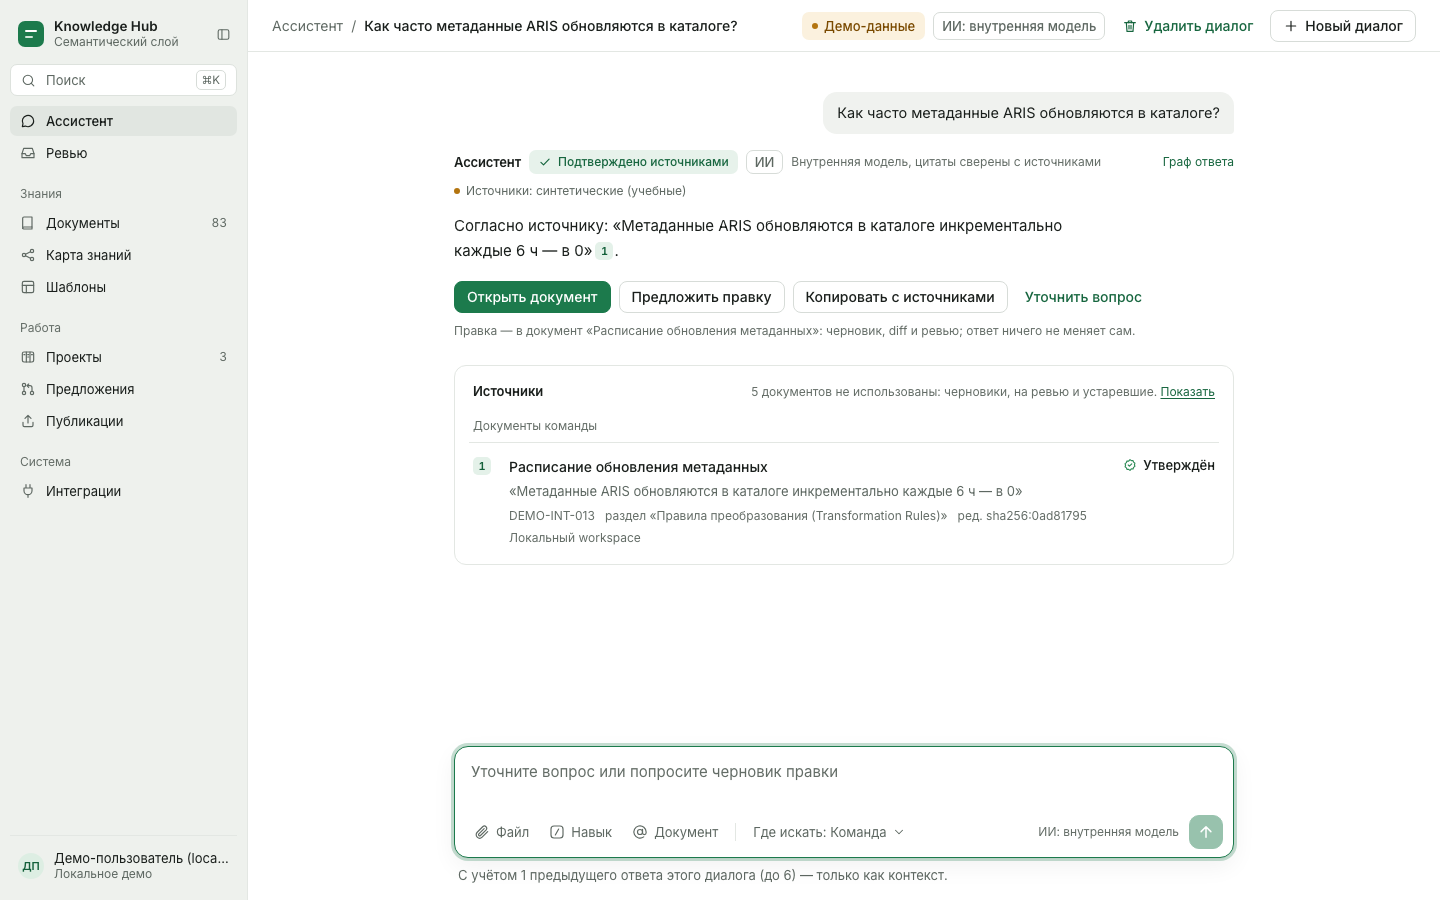 Knowledge Hub
Семантический слой
Поиск ⌘K
Ассистент
Ревью
Знания
Документы 83
Карта знаний
Шаблоны
Работа
Проекты 3
Предложения
Публикации
Система
Интеграции
ДП Демо-пользователь (loca...
Локальное демо
Ассистент / Как часто метаданные ARIS обновляются в каталоге?
Демо-данные
ИИ: внутренняя модель
Удалить диалог
Новый диалог
Как часто метаданные ARIS обновляются в каталоге?
Ассистент Подтверждено источниками ИИ Внутренняя модель, цитаты сверены с источниками Граф ответа
Источники: синтетические (учебные)
Согласно источнику: «Метаданные ARIS обновляются в каталоге инкрементально
каждые 6 ч — в 0» 1 .
Открыть документ Предложить правку Копировать с источниками Уточнить вопрос
Правка — в документ «Расписание обновления метаданных»: черновик, diff и ревью; ответ ничего не меняет сам.
Источники 5 документов не использованы: черновики, на ревью и устаревшие. Показать
Документы команды
1 Расписание обновления метаданных Утверждён
«Метаданные ARIS обновляются в каталоге инкрементально каждые 6 ч — в 0»
DEMO-INT-013 раздел «Правила преобразования (Transformation Rules)» ред. sha256:0ad81795
Локальный workspace
Уточните вопрос или попросите черновик правки
Файл Навык Документ Где искать: Команда ИИ: внутренняя модель
С учётом 1 предыдущего ответа этого диалога (до 6) — только как контекст.